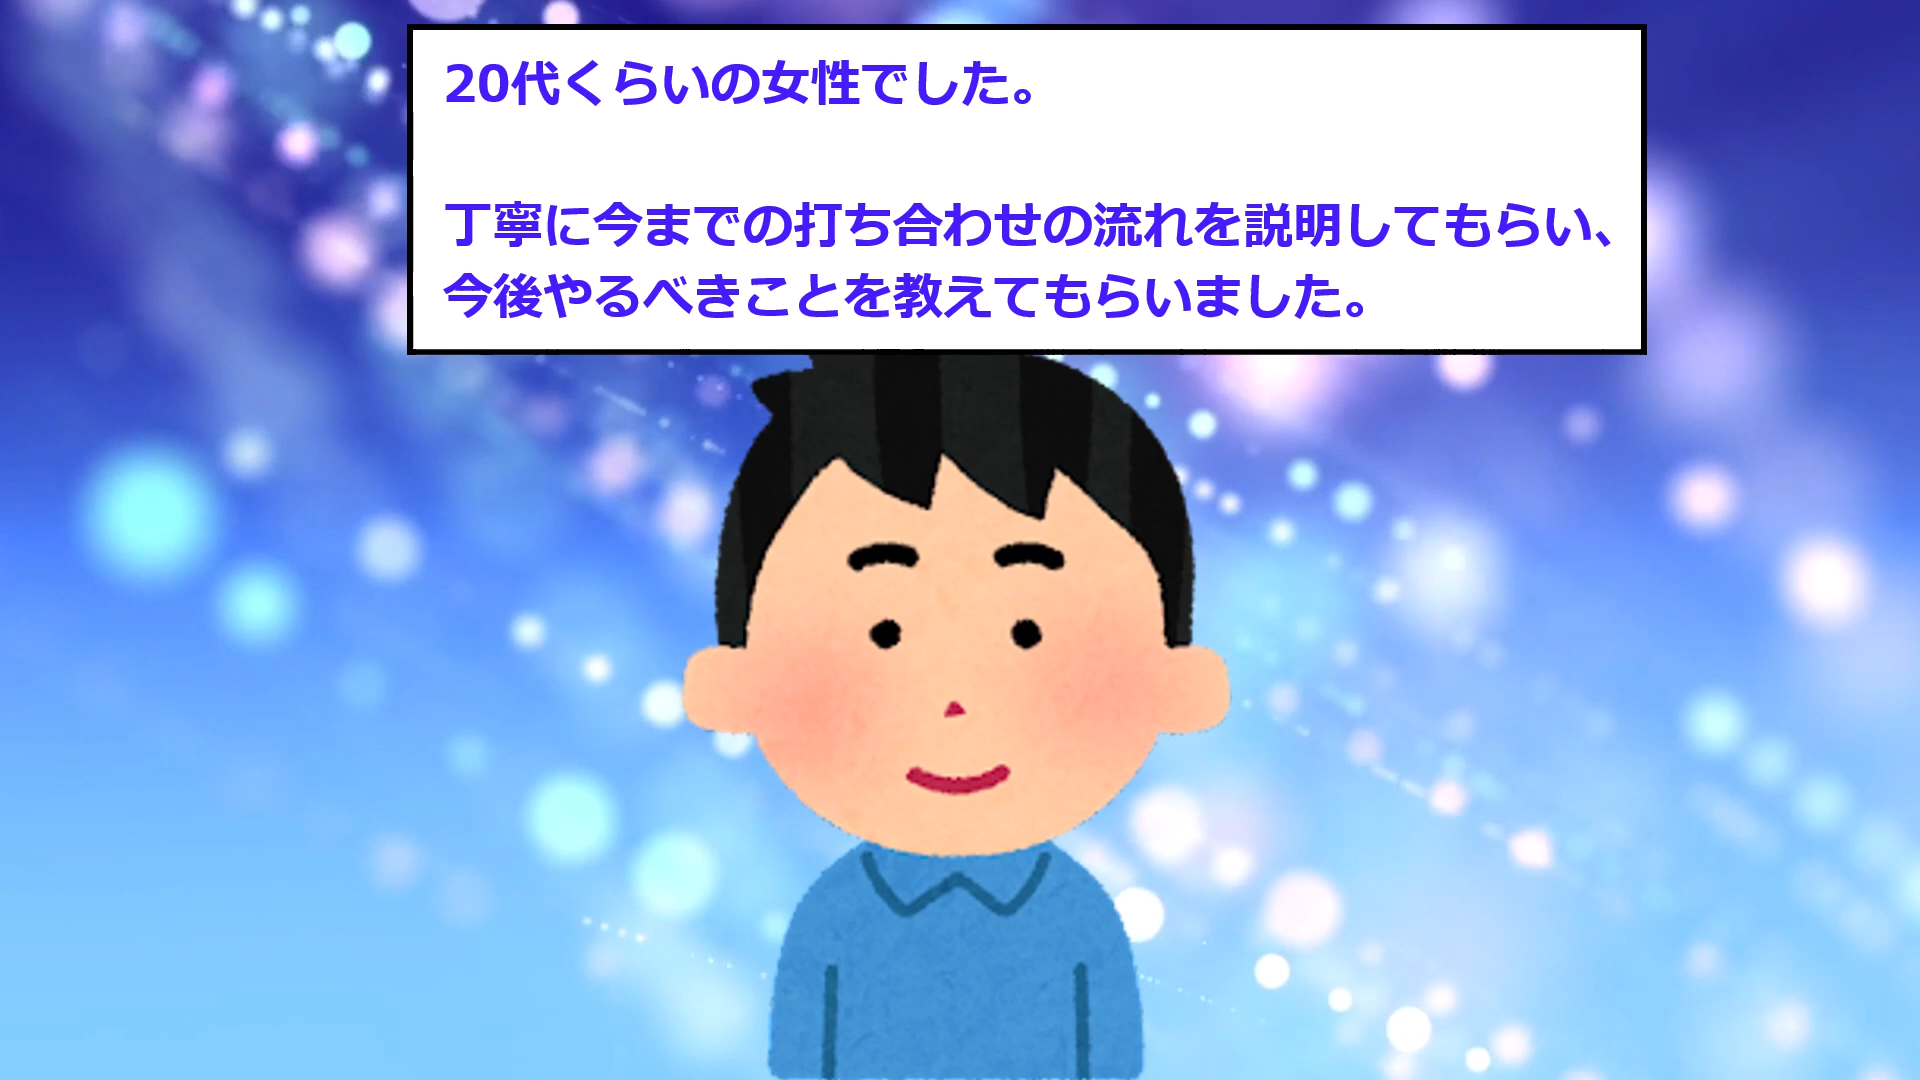 20代くらいの女性でした。
丁寧に今までの打ち合わせの流れを説明してもらい、
今後やるべきことを教えてもらいました。